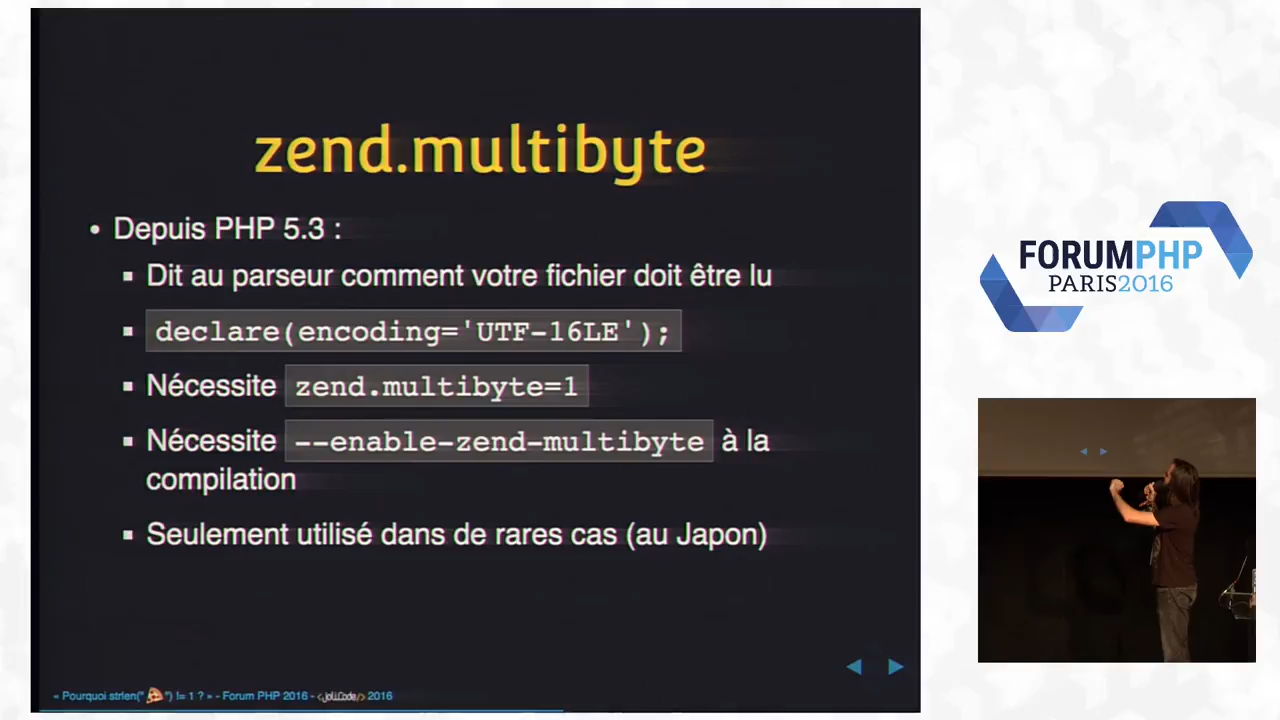 zend.multibyte
• Depuis PHP 5.3 :
▪ Dit au parseur comment votre fichier doit être lu
▪ declare(encoding='UTF-16LE');
▪ Nécessite zend.multibyte=1
▪ Nécessite --enable-zend-multibyte à la
compilation
▪ Seulement utilisé dans de rares cas (au Japon)
« Pourquoi strlen("🍕") != 1 ? » - Forum PHP 2016 - <JoliCode/> 2016
FORUMPHP
PARIS2016